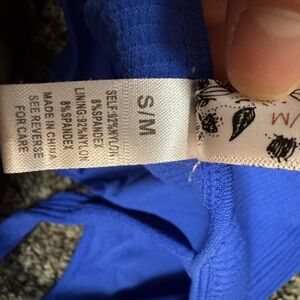 S/M
SELF:92%NYLON
8%SPANDEX
LINING:92%NYLON
8%SPANDEX
MADE IN CHINA
SEE REVERSE
FOR CARE
/M